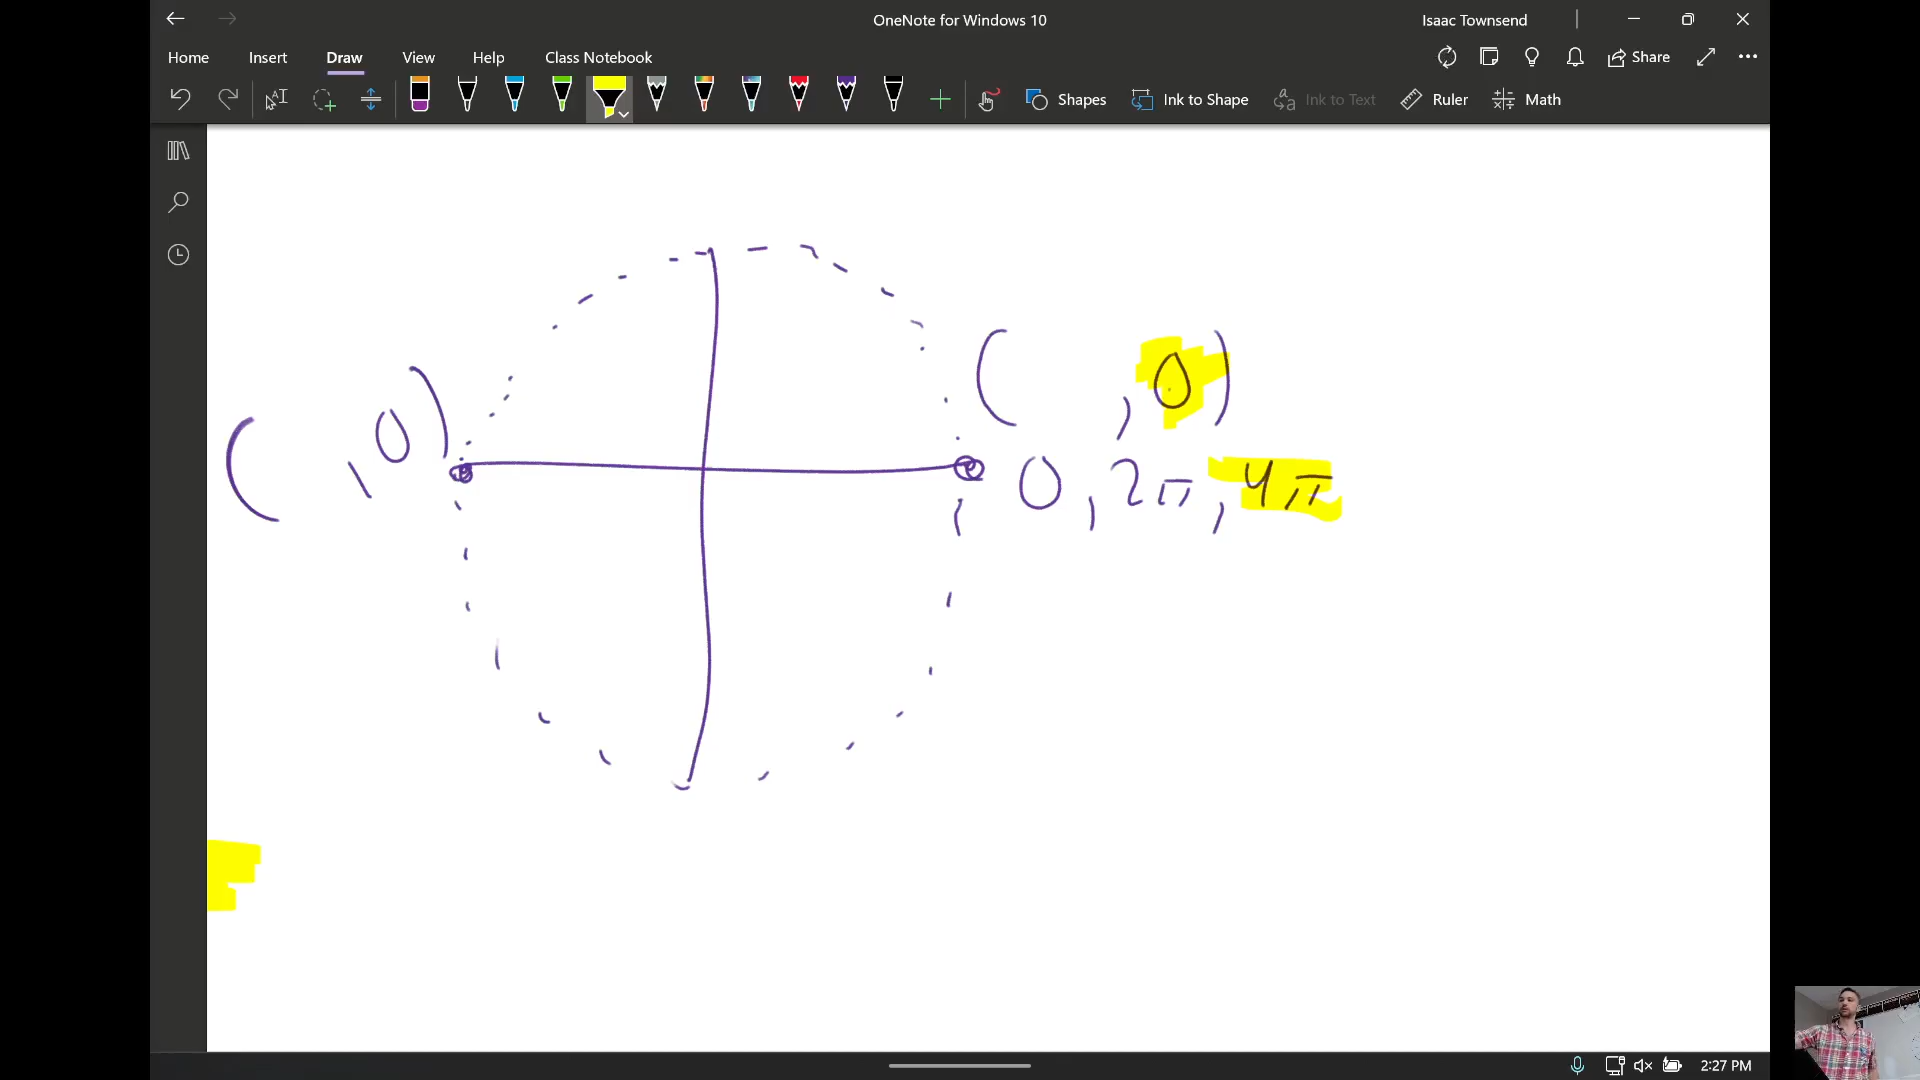 OneNote for Windows 10
Isaac Townsend
Home Insert Draw View Help Class Notebook
Share
Shapes Ink to Shape Ink to Text Ruler Math
( , 0)
( , 0)
0, 2π, 4π
2:27 PM